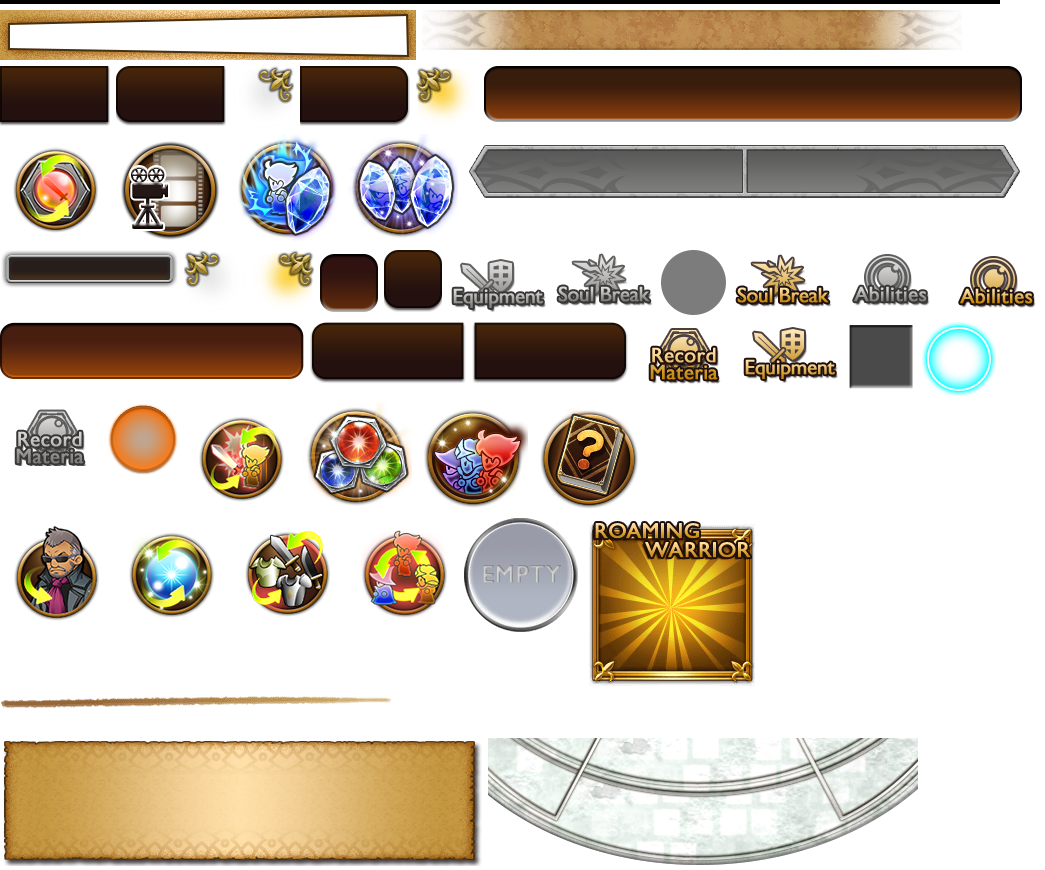 Equipment
Soul Break
Soul Break
Abilities
Abilities
Record
Materia
Equipment
Record
Materia
?
EMPTY
ROAMING
WARRIOR